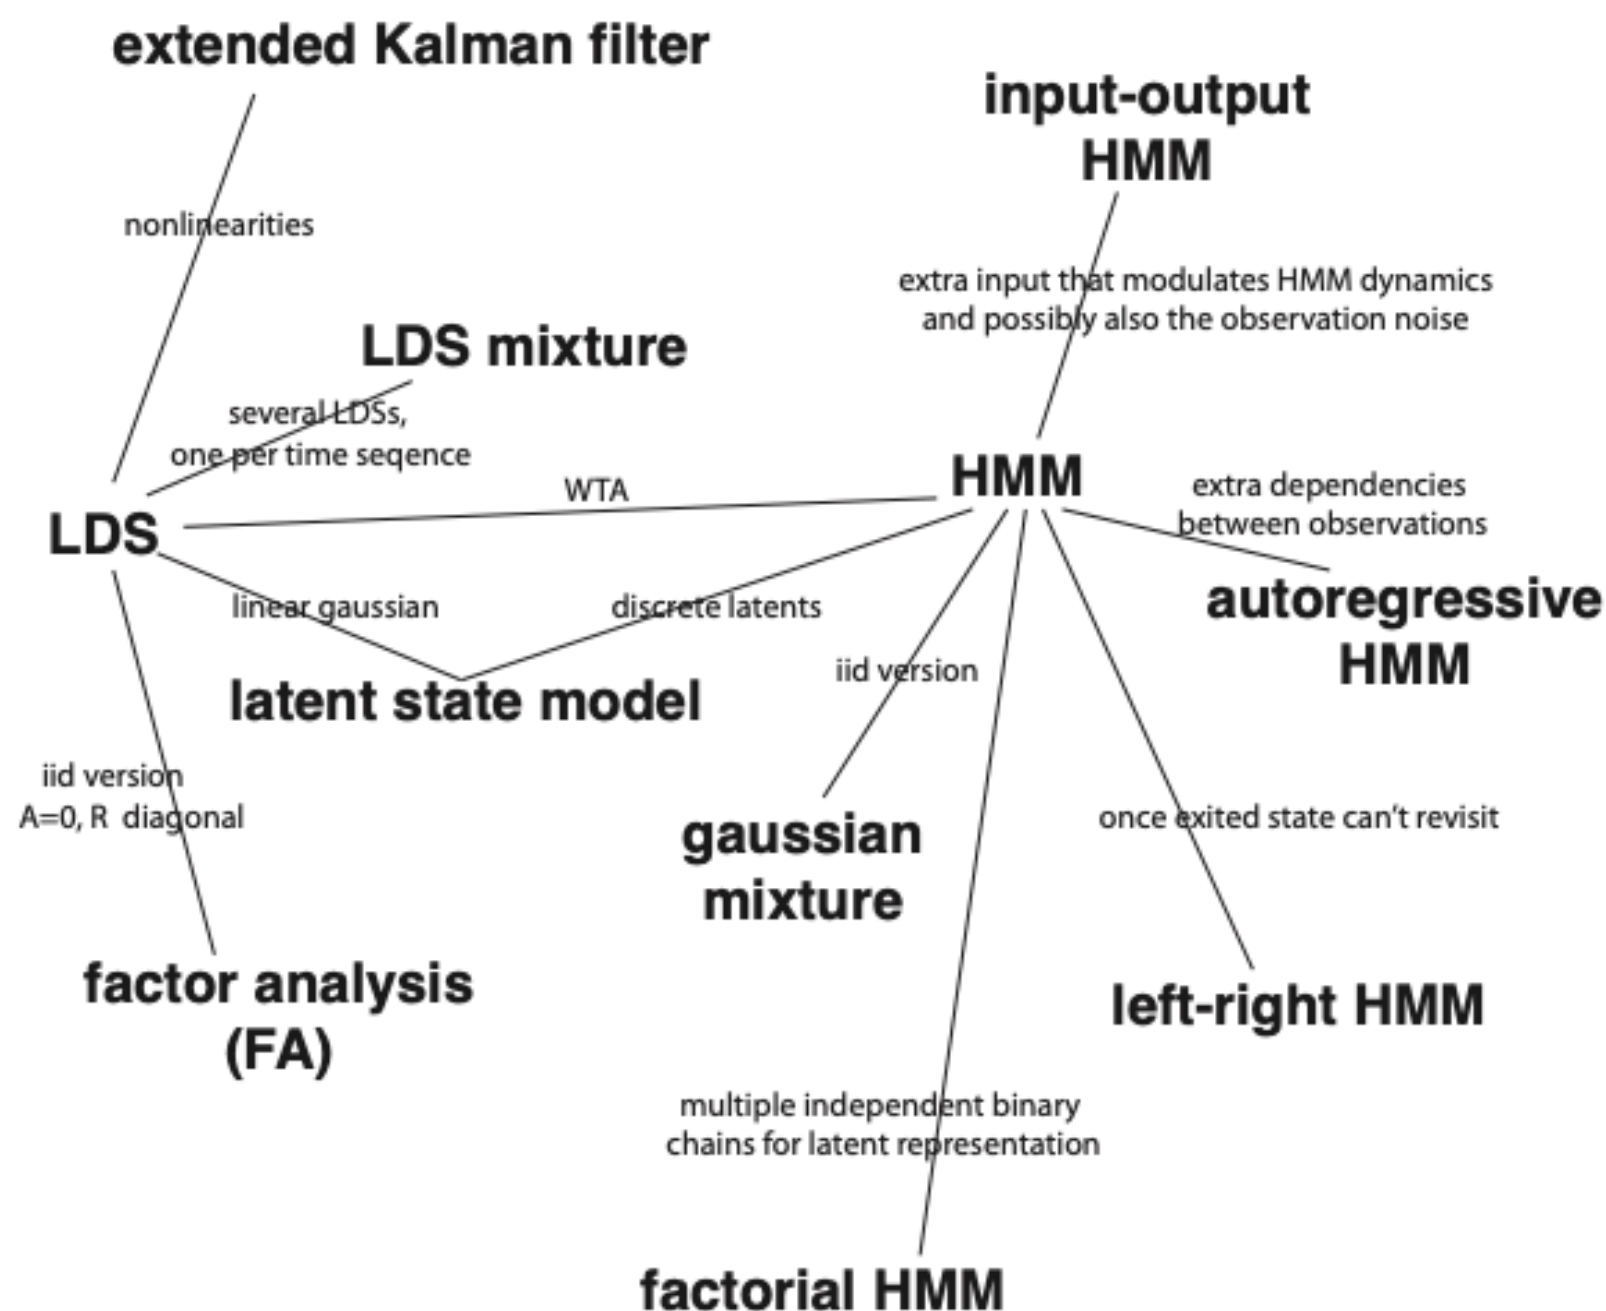 extended Kalman filter
input-output
HMM
nonlinearities
extra input that modulates HMM dynamics
and possibly also the observation noise
LDS mixture
several LDSs,
one per time seqence
WTA
HMM
extra dependencies
between observations
LDS
linear gaussian
discrete latents
autoregressive
HMM
latent state model
iid version
iid version
A=0, R diagonal
gaussian
mixture
once exited state can't revisit
factor analysis
(FA)
left-right HMM
multiple independent binary
chains for latent representation
factorial HMM